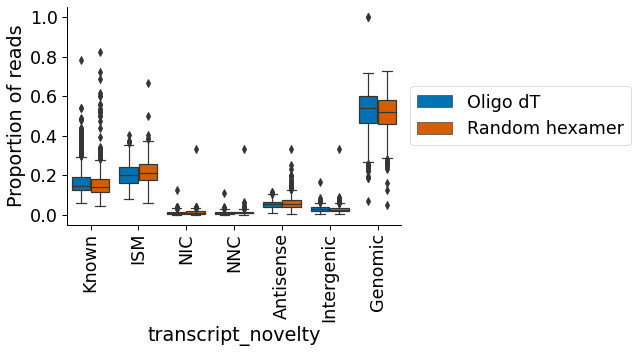 Proportion of reads
1.0
0.8
0.6
0.4
0.2
0.0
Known
ISM
NIC
NNC
Antisense
Intergenic
Genomic
transcript_novelty
Oligo dT
Random hexamer